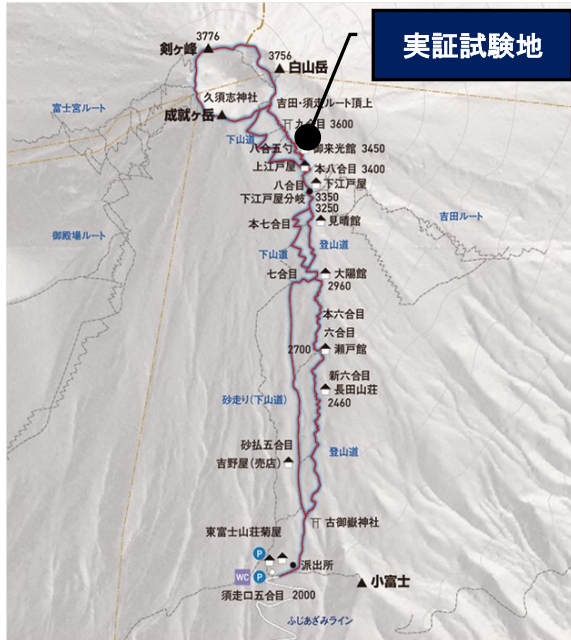 実証試験地
3776
剣ヶ峰
3756
白山岳
久須志神社
吉田・須走ルート頂上
富士宮ルート
成就ヶ岳
九合目 3600
下山道
八合五勺
御来光館 3450
上江戸屋
本八合目 3400
八合目
下江戸屋
下江戸屋分岐
3350
3250
見晴館
吉田ルート
本七合目
御殿場ルート
登山道
下山道
七合目
大陽館
2960
本六合目
六合目
2700
瀬戸館
新六合目
長田山荘
2460
砂走り(下山道)
砂払五合目
登山道
吉野屋(売店)
古御嶽神社
東富士山荘菊屋
P
派出所
WC
P
小富士
須走口五合目 2000
ふじあざみライン